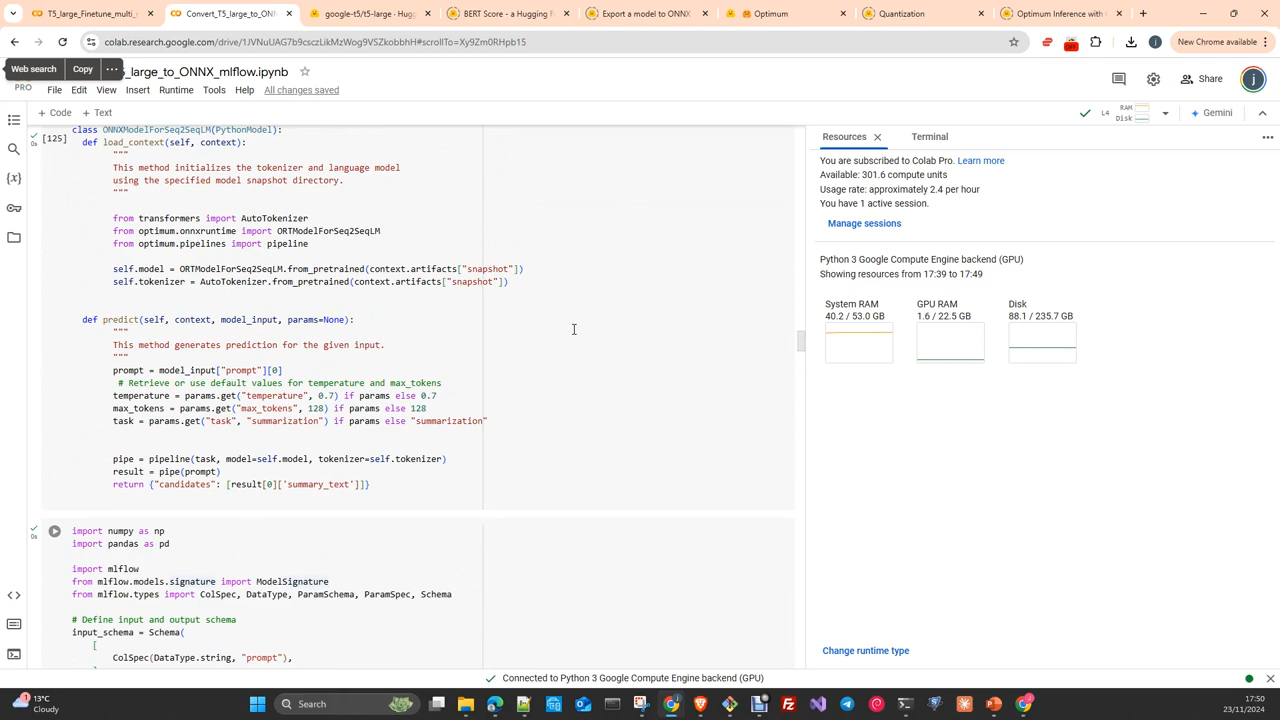 T5_large_Finetune_multi_
Convert_T5_large_to_ON
google-t5/t5-large · Hugg
BERT Score - a Hugging F
Export a model to ONNX
Optimum
Quantization
Optimum Inference with
colab.research.google.com/drive/1JVNuUAG7b9csczLikMzWog9VSZkobbhH#scrollTo=Xy9Zm0RHpb15
OFF
New Chrome available
Web search Copy
5_large_to_ONNX_mlflow.ipynb
PRO
File Edit View Insert Runtime Tools Help All changes saved
Share
+ Code + Text
L4 RAM
Disk
Gemini
[125]
0s
class ONNXModelForSeq2SeqLM(PythonModel):
def load_context(self, context):
"""
This method initializes the tokenizer and language model
using the specified model snapshot directory.
"""
from transformers import AutoTokenizer
from optimum.onnxruntime import ORTModelForSeq2SeqLM
from optimum.pipelines import pipeline
self.model = ORTModelForSeq2SeqLM.from_pretrained(context.artifacts["snapshot"])
self.tokenizer = AutoTokenizer.from_pretrained(context.artifacts["snapshot"])
def predict(self, context, model_input, params=None):
"""
This method generates prediction for the given input.
"""
prompt = model_input["prompt"][0]
# Retrieve or use default values for temperature and max_tokens
temperature = params.get("temperature", 0.7) if params else 0.7
max_tokens = params.get("max_tokens", 128) if params else 128
task = params.get("task", "summarization") if params else "summarization"
pipe = pipeline(task, model=self.model, tokenizer=self.tokenizer)
result = pipe(prompt)
return {"candidates": [result[0]['summary_text']]}
0s
import numpy as np
import pandas as pd
import mlflow
from mlflow.models.signature import ModelSignature
from mlflow.types import ColSpec, DataType, ParamSchema, ParamSpec, Schema
# Define input and output schema
input_schema = Schema(
[
ColSpec(DataType.string, "prompt"),
Resources Terminal
You are subscribed to Colab Pro. Learn more
Available: 301.6 compute units
Usage rate: approximately 2.4 per hour
You have 1 active session.
Manage sessions
Python 3 Google Compute Engine backend (GPU)
Showing resources from 17:39 to 17:49
System RAM
40.2 / 53.0 GB
GPU RAM
1.6 / 22.5 GB
Disk
88.1 / 235.7 GB
Change runtime type
Connected to Python 3 Google Compute Engine backend (GPU)
1
13°C
Cloudy
Search
17:50
23/11/2024